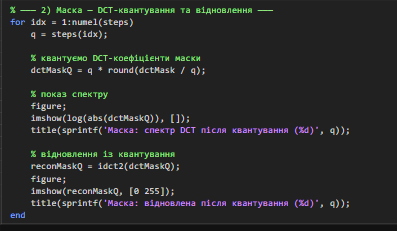 % —— 2) Маска — DCT-квантування та відновлення ——
for idx = 1:numel(steps)
    q = steps(idx);

    % квантуємо DCT-коефіцієнти маски
    dctMaskQ = q * round(dctMask / q);

    % показ спектру
    figure;
    imshow(log(abs(dctMaskQ)), []);
    title(sprintf('Маска: спектр DCT після квантування (%d)', q));

    % відновлення із квантування
    reconMaskQ = idct2(dctMaskQ);
    figure;
    imshow(reconMaskQ, [0 255]);
    title(sprintf('Маска: відновлена після квантування (%d)', q));
end